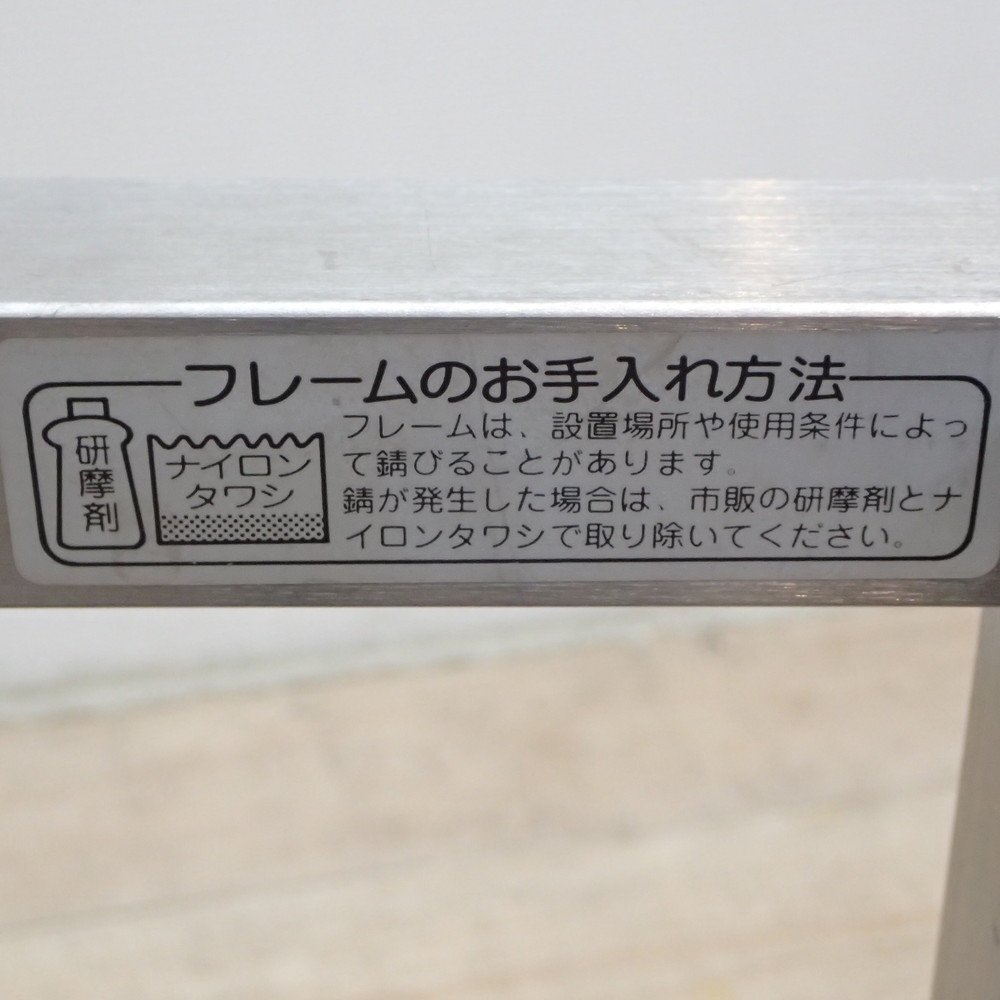 フレームのお手入れ方法
研摩剤
ナイロン
タワシ
フレームは、設置場所や使用条件によっ
て錆びることがあります。
錆が発生した場合は、市販の研摩剤とナ
イロンタワシで取り除いてください。